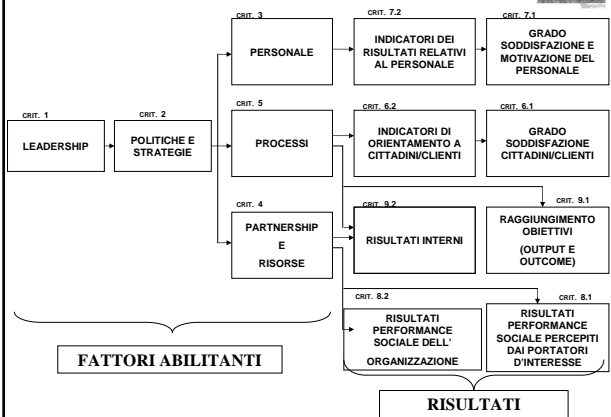 CRIT. 3
PERSONALE
CRIT. 7.2
INDICATORI DEI
RISULTATI RELATIVI
AL PERSONALE
CRIT. 7.1
GRADO
SODDISFAZIONE E
MOTIVAZIONE DEL
PERSONALE
CRIT. 1
LEADERSHIP
CRIT. 2
POLITICHE E
STRATEGIE
CRIT. 5
PROCESSI
CRIT. 6.2
INDICATORI DI
ORIENTAMENTO A
CITTADINI/CLIENTI
CRIT. 6.1
GRADO
SODDISFAZIONE
CITTADINI/CLIENTI
CRIT. 4
PARTNERSHIP
E
RISORSE
CRIT. 9.2
RISULTATI INTERNI
CRIT. 9.1
RAGGIUNGIMENTO
OBIETTIVI
(OUTPUT E
OUTCOME)
CRIT. 8.2
RISULTATI
PERFORMANCE
SOCIALE DELL'
ORGANIZZAZIONE
CRIT. 8.1
RISULTATI
PERFORMANCE
SOCIALE PERCEPITI
DAI PORTATORI
D'INTERESSE
FATTORI ABILITANTI
RISULTATI